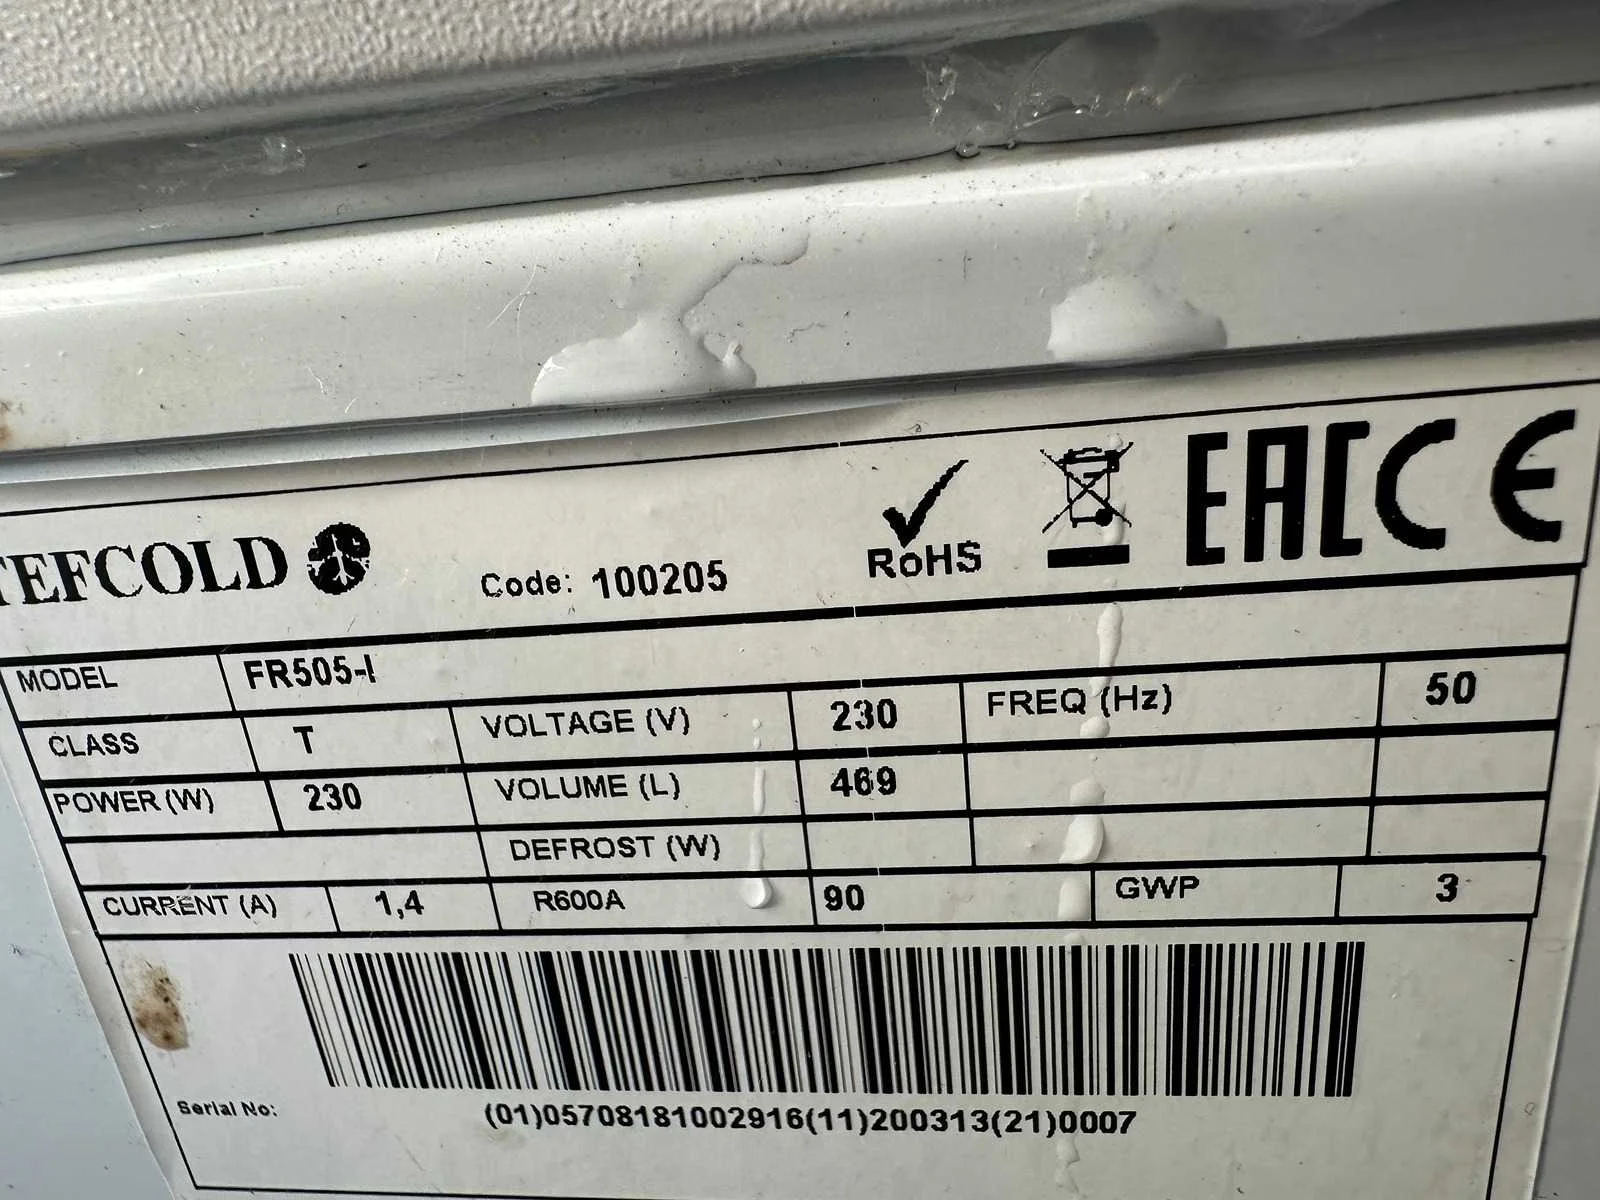 TEFCOLD Code: 100205 RoHS EAC CE
MODEL FR505-I
CLASS T VOLTAGE (V) 230 FREQ (Hz) 50
POWER (W) 230 VOLUME (L) 469
DEFROST (W)
CURRENT (A) 1,4 R600A 90 GWP 3
Serial No: (01)05708181002916(11)200313(21)0007